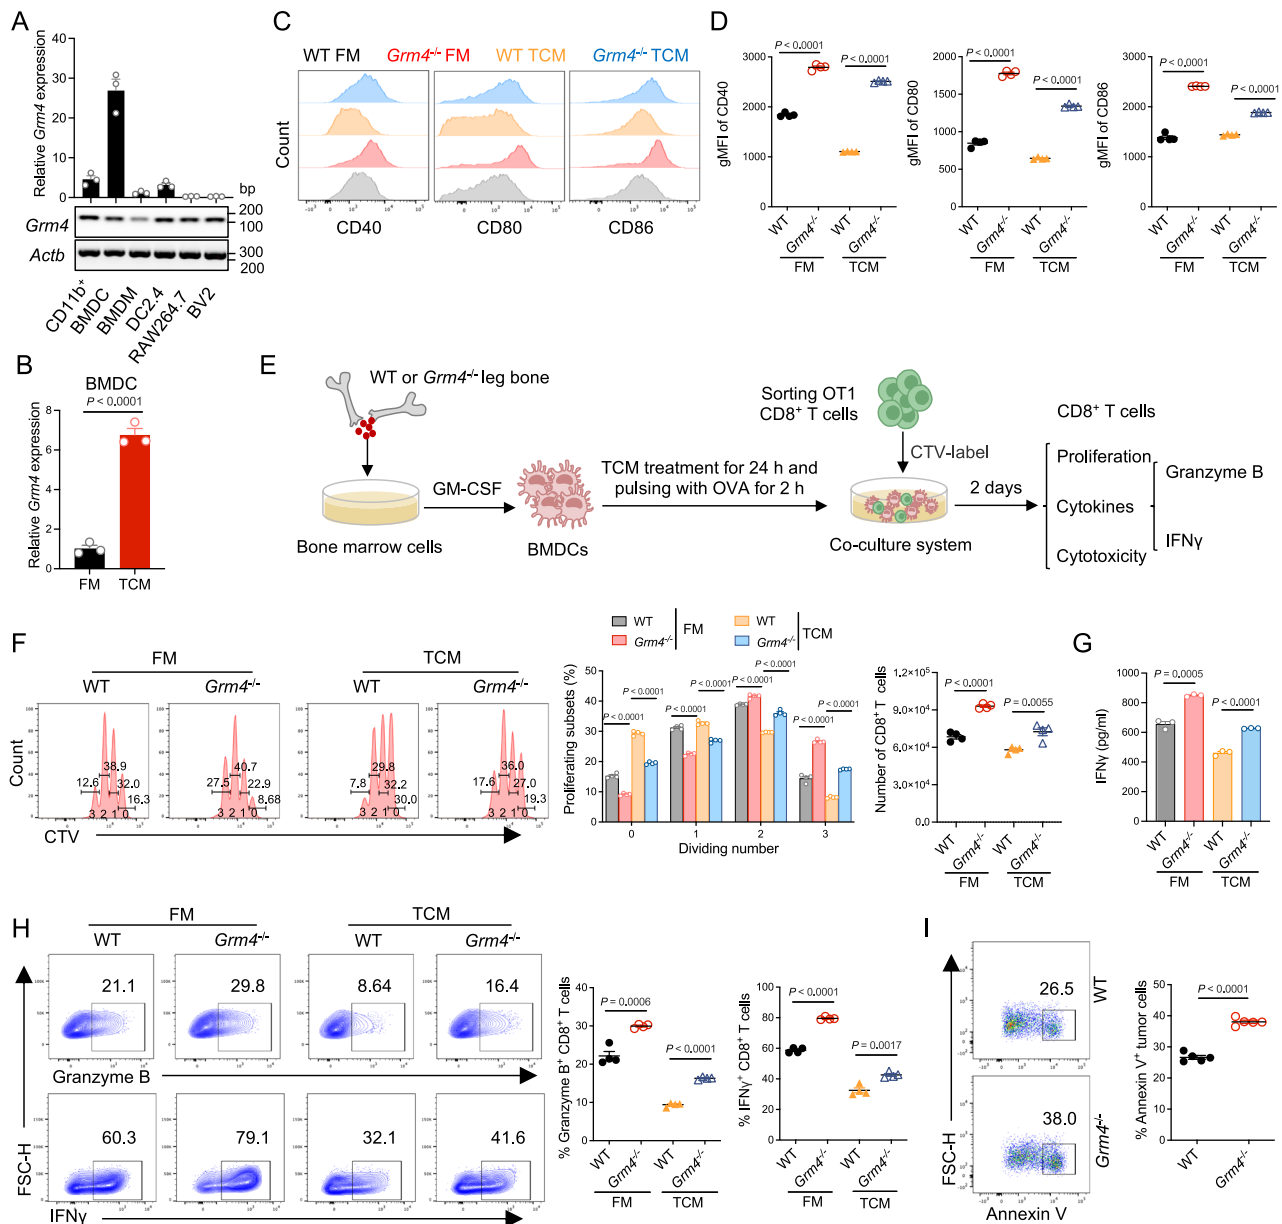 A
Relative Grm4 expression
40
30
20
10
0
bp
Grm4
200
100
Actb
300
200
CD11b⁺
BMDC
BMDM
DC2.4
RAW264.7
BV2
B
BMDC
P < 0.0001
Relative Grm4 expression
8
6
4
2
0
FM
TCM
C
WT FM
Grm4⁻/⁻ FM
WT TCM
Grm4⁻/⁻ TCM
Count
CD40
CD80
CD86
D
P < 0.0001
P < 0.0001
gMFI of CD40
3000
2000
1000
0
WT
Grm4⁻/⁻
WT
Grm4⁻/⁻
FM
TCM
P < 0.0001
P < 0.0001
gMFI of CD80
2000
1500
1000
500
0
WT
Grm4⁻/⁻
WT
Grm4⁻/⁻
FM
TCM
P < 0.0001
P < 0.0001
gMFI of CD86
3000
2000
1000
0
WT
Grm4⁻/⁻
WT
Grm4⁻/⁻
FM
TCM
E
WT or Grm4⁻/⁻ leg bone
Bone marrow cells
GM-CSF
BMDCs
TCM treatment for 24 h and
pulsing with OVA for 2 h
Sorting OT1
CD8⁺ T cells
CTV-label
Co-culture system
2 days
CD8⁺ T cells
Proliferation
Cytokines
Cytotoxicity
Granzyme B
IFNγ
F
FM
TCM
WT
Grm4⁻/⁻
WT
Grm4⁻/⁻
Count
12.6
38.9
32.0
16.3
3 2 1 0
27.5
40.7
22.9
8.68
3 2 1 0
7.8
29.8
32.2
30.0
3 2 1 0
17.6
36.0
27.0
19.3
3 2 1 0
CTV
WT
Grm4⁻/⁻
FM
WT
Grm4⁻/⁻
TCM
Proliferating subsets (%)
50
40
30
20
10
0
P < 0.0001
P < 0.0001
P < 0.0001
P < 0.0001
P < 0.0001
P < 0.0001
P < 0.0001
P < 0.0001
0
1
2
3
Dividing number
Number of CD8⁺ T cells
1.2×10⁵
9.0×10⁴
6.0×10⁴
3.0×10⁴
0.0
P < 0.0001
P = 0.0055
WT
Grm4⁻/⁻
WT
Grm4⁻/⁻
FM
TCM
G
IFNγ (pg/ml)
1000
800
600
400
200
0
P = 0.0005
P < 0.0001
WT
Grm4⁻/⁻
WT
Grm4⁻/⁻
FM
TCM
H
FM
TCM
WT
Grm4⁻/⁻
WT
Grm4⁻/⁻
21.1
29.8
8.64
16.4
Granzyme B
60.3
79.1
32.1
41.6
FSC-H
IFNγ
% Granzyme B⁺ CD8⁺ T cells
40
30
20
10
0
P = 0.0006
P < 0.0001
WT
Grm4⁻/⁻
WT
Grm4⁻/⁻
FM
TCM
% IFNγ⁺ CD8⁺ T cells
100
80
60
40
20
0
P < 0.0001
P = 0.0017
WT
Grm4⁻/⁻
WT
Grm4⁻/⁻
FM
TCM
I
26.5
WT
38.0
Grm4⁻/⁻
FSC-H
Annexin V
% Annexin V⁺ tumor cells
50
40
30
20
10
0
P < 0.0001
WT
Grm4⁻/⁻